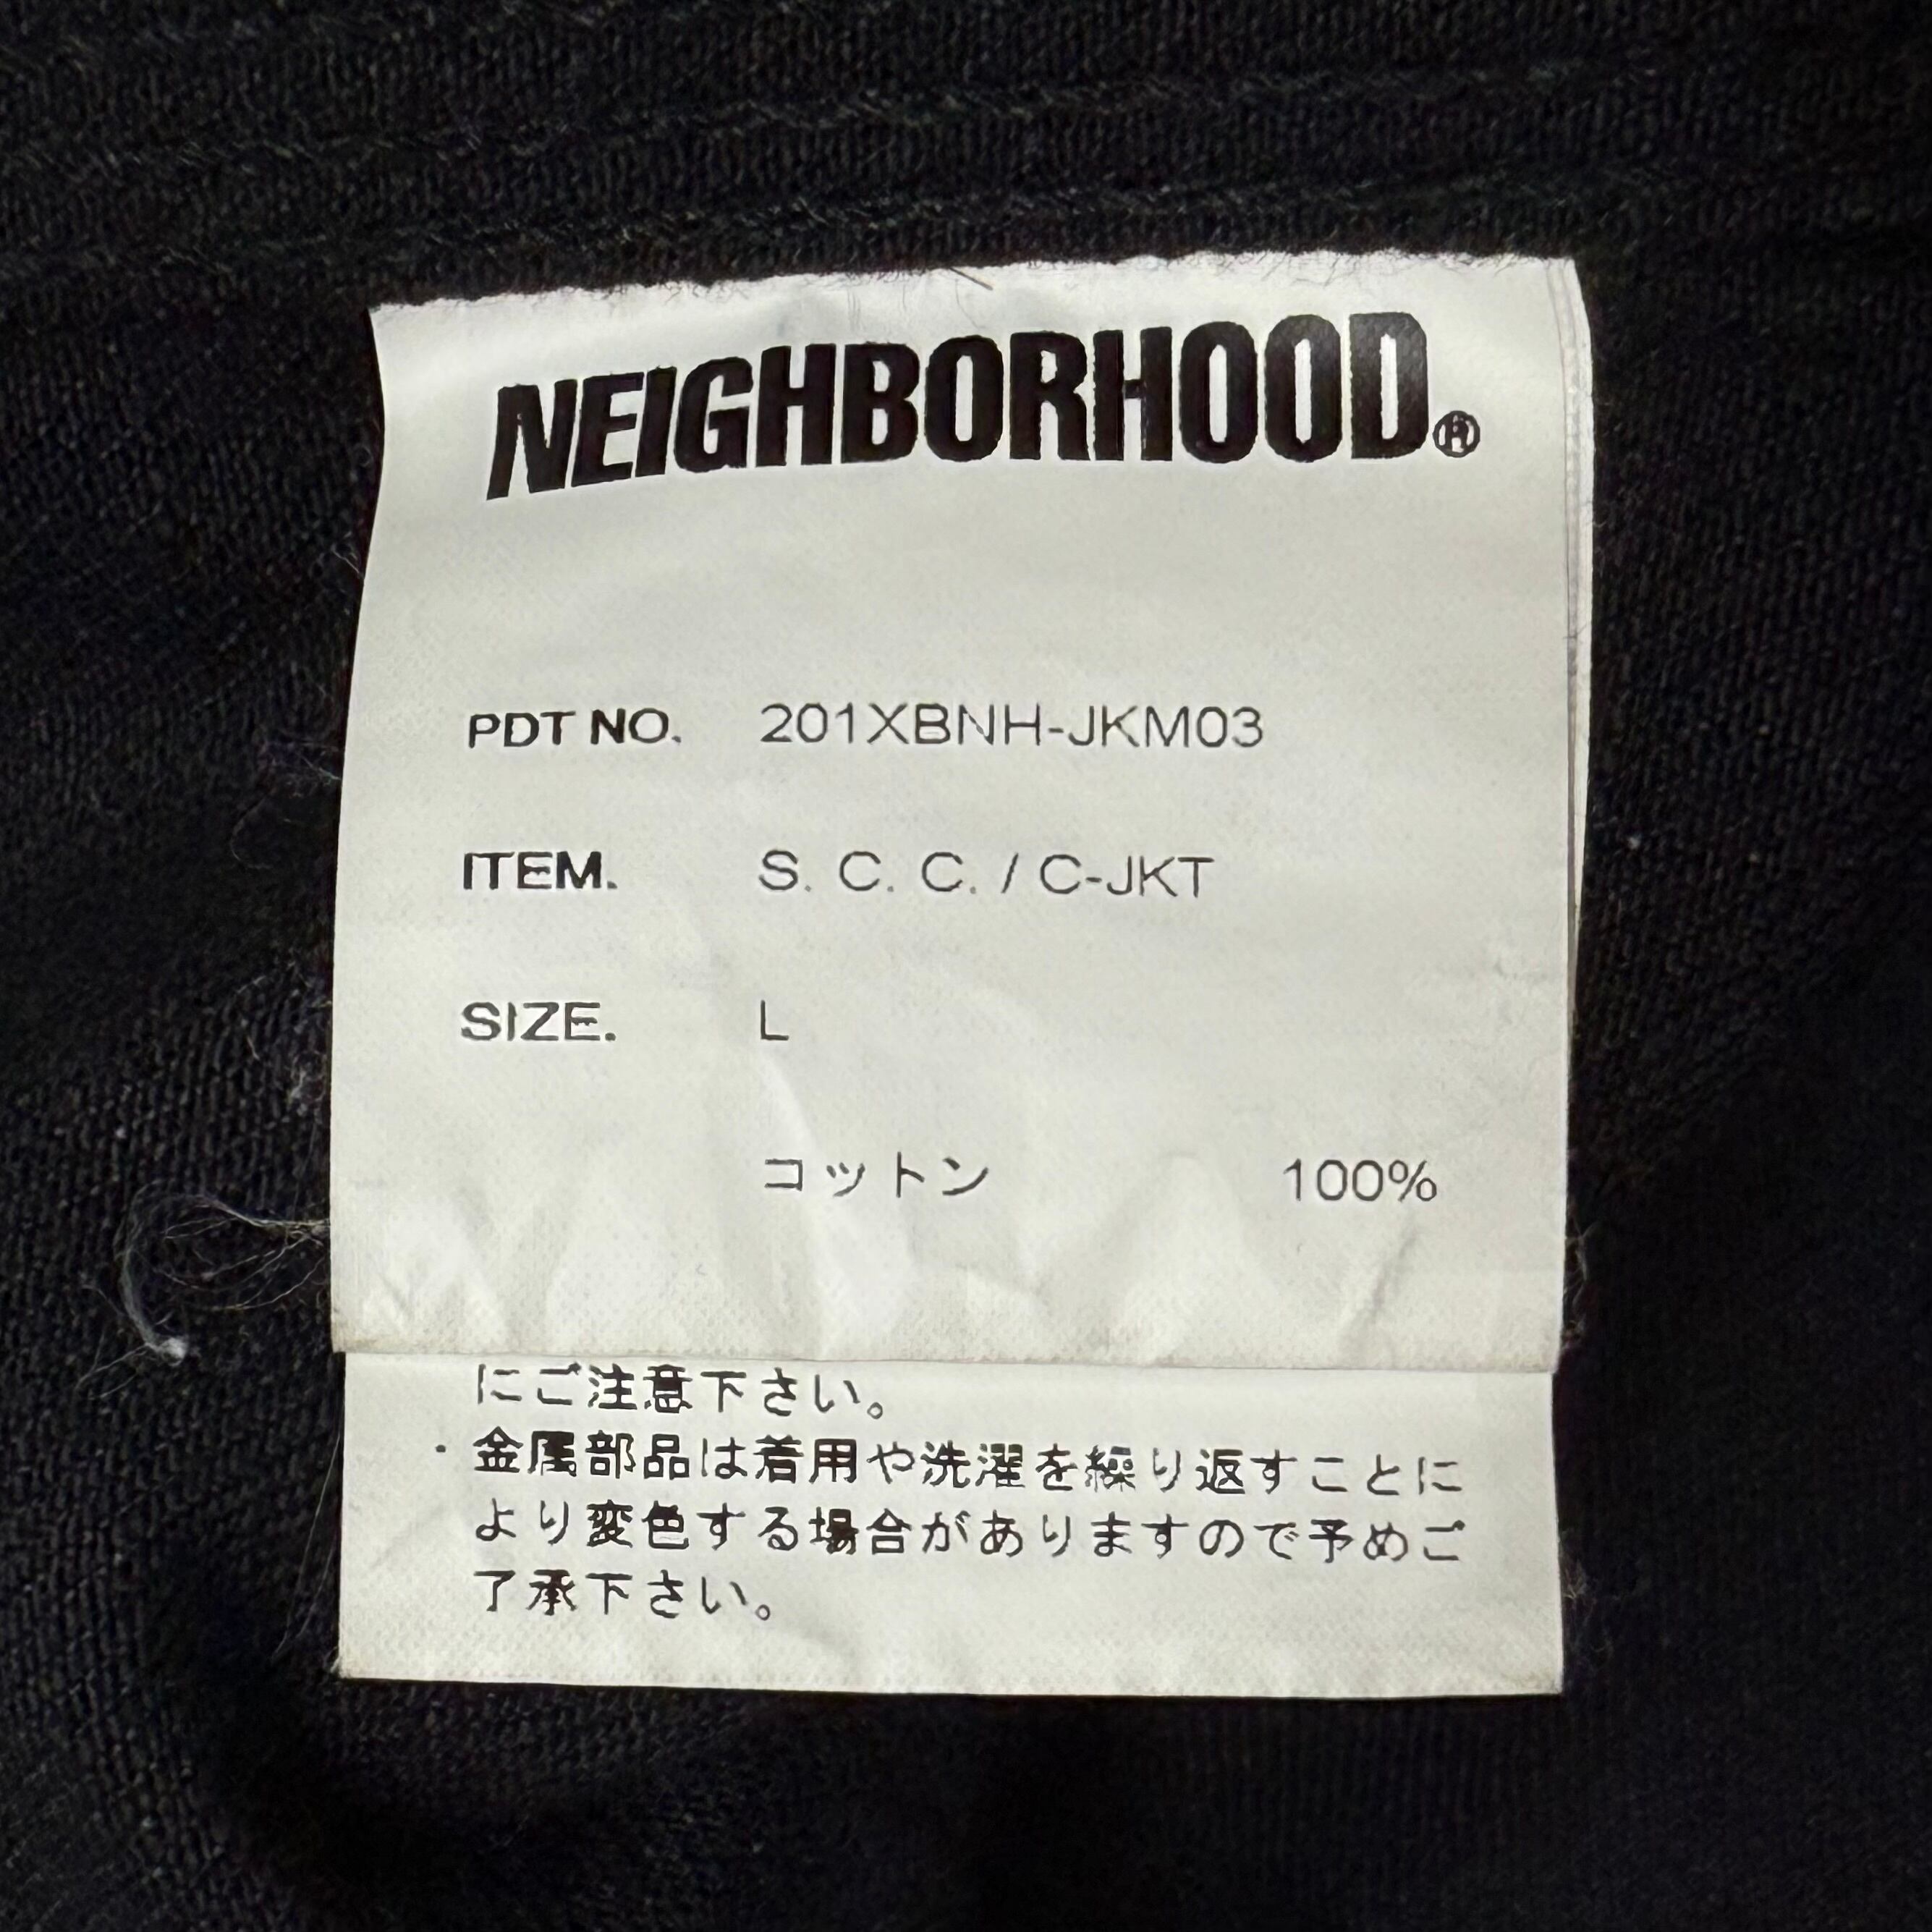 NEIGHBORHOOD®
PDT NO. 201XBNH-JKM03
ITEM. S. C. C. / C-JKT
SIZE. L
コットン 100%
にご注意下さい。
・金属部品は着用や洗濯を繰り返すことに
より変色する場合がありますので予めご
了承下さい。